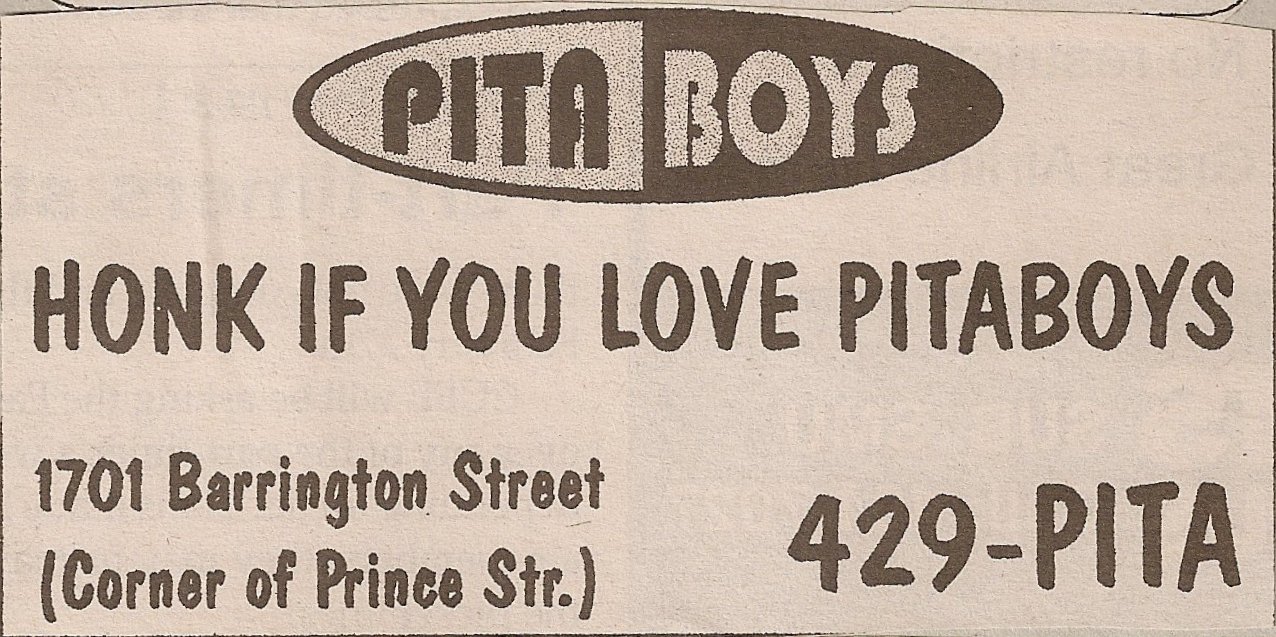 PITA BOYS
HONK IF YOU LOVE PITABOYS
1701 Barrington Street
(Corner of Prince Str.)
429-PITA